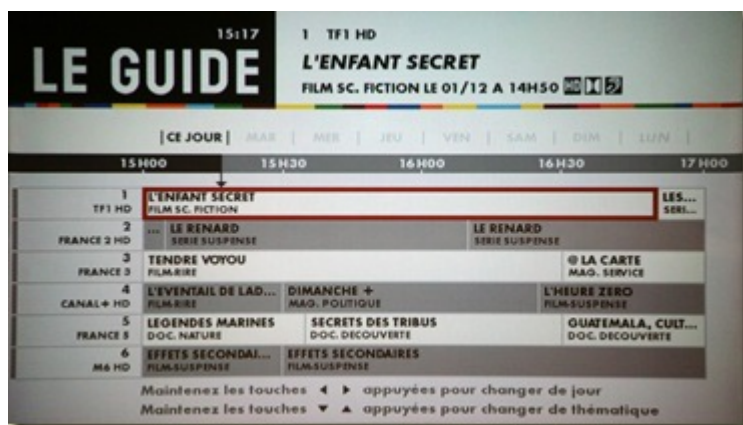 15:17 1 TF1 HD
LE GUIDE L'ENFANT SECRET
FILM SC. FICTION LE 01/12 A 14H50 HD
|CE JOUR| MAR | MER | JEU | VEN | SAM | DIM | LUN |
15H00 15H30 16H00 16H30 17H00
1 L'ENFANT SECRET LES...
TF1 HD FILM SC. FICTION SERI...
2 ... LE RENARD LE RENARD
FRANCE 2 HD SERIE SUSPENSE SERIE SUSPENSE
3 TENDRE VOYOU @ LA CARTE
FRANCE 3 FILM-RIRE MAG. SERVICE
4 L'EVENTAIL DE LAD... DIMANCHE + L'HEURE ZERO
CANAL+ HD FILM-RIRE MAG. POLITIQUE FILM-SUSPENSE
5 LEGENDES MARINES SECRETS DES TRIBUS GUATEMALA, CULT...
FRANCE 5 DOC. NATURE DOC. DECOUVERTE DOC. DECOUVERTE
6 EFFETS SECONDAI... EFFETS SECONDAIRES
M6 HD FILM-SUSPENSE FILM-SUSPENSE
Maintenez les touches ◄ ► appuyées pour changer de jour
Maintenez les touches ▼ ▲ appuyées pour changer de thématique